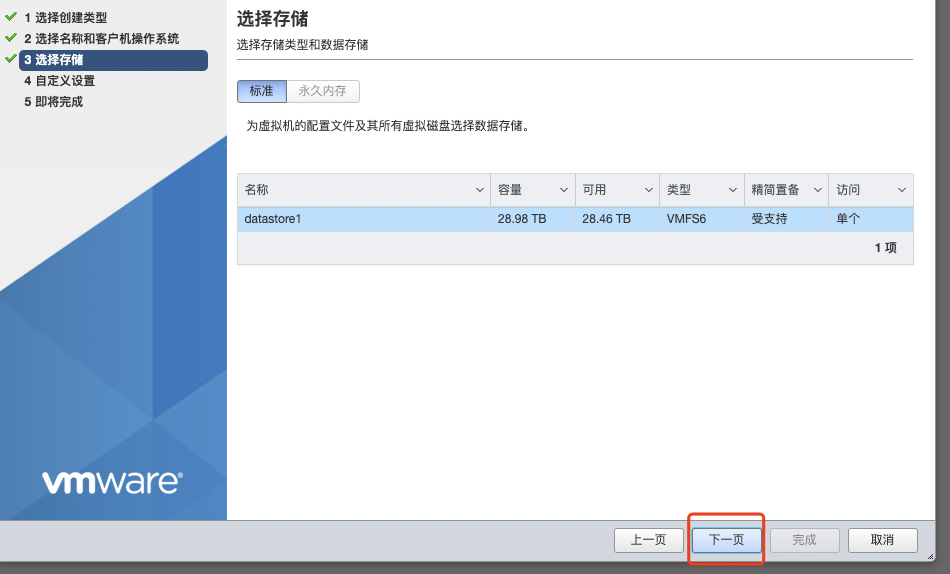 1 选择创建类型
2 选择名称和客户机操作系统
3 选择存储
4 自定义设置
5 即将完成
vmware®
选择存储
选择存储类型和数据存储
标准 永久内存
为虚拟机的配置文件及其所有虚拟磁盘选择数据存储。
名称 容量 可用 类型 精简置备 访问
datastore1 28.98 TB 28.46 TB VMFS6 受支持 单个
1 项
上一页 下一页 完成 取消